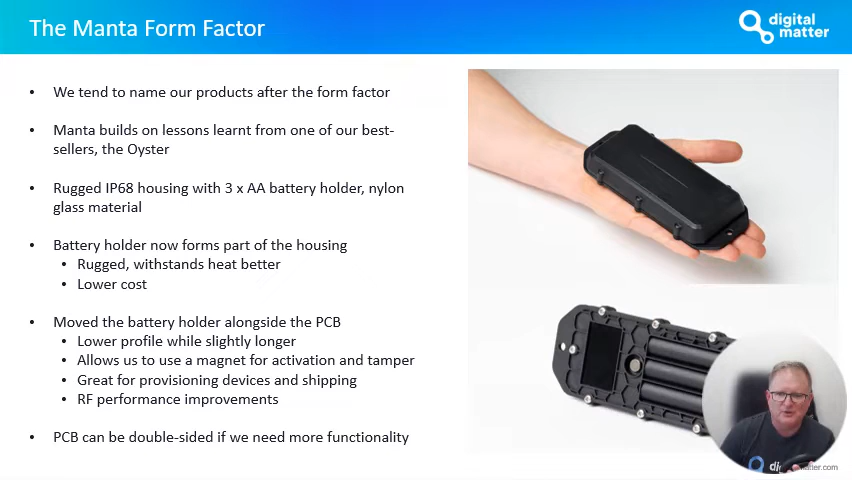 The Manta Form Factor
digital
matter
• We tend to name our products after the form factor
• Manta builds on lessons learnt from one of our best-
sellers, the Oyster
• Rugged IP68 housing with 3 x AA battery holder, nylon
glass material
• Battery holder now forms part of the housing
• Rugged, withstands heat better
• Lower cost
• Moved the battery holder alongside the PCB
• Lower profile while slightly longer
• Allows us to use a magnet for activation and tamper
• Great for provisioning devices and shipping
• RF performance improvements
• PCB can be double-sided if we need more functionality